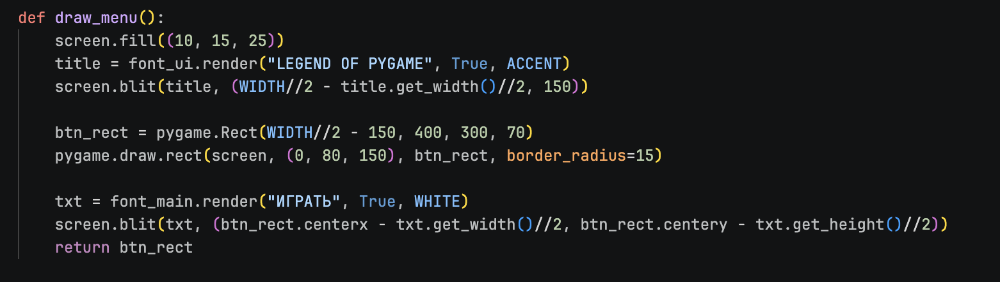 def draw_menu():
    screen.fill((10, 15, 25))
    title = font_ui.render("LEGEND OF PYGAME", True, ACCENT)
    screen.blit(title, (WIDTH//2 - title.get_width()//2, 150))

    btn_rect = pygame.Rect(WIDTH//2 - 150, 400, 300, 70)
    pygame.draw.rect(screen, (0, 80, 150), btn_rect, border_radius=15)

    txt = font_main.render("ИГРАТЬ", True, WHITE)
    screen.blit(txt, (btn_rect.centerx - txt.get_width()//2, btn_rect.centery - txt.get_height()//2))
    return btn_rect